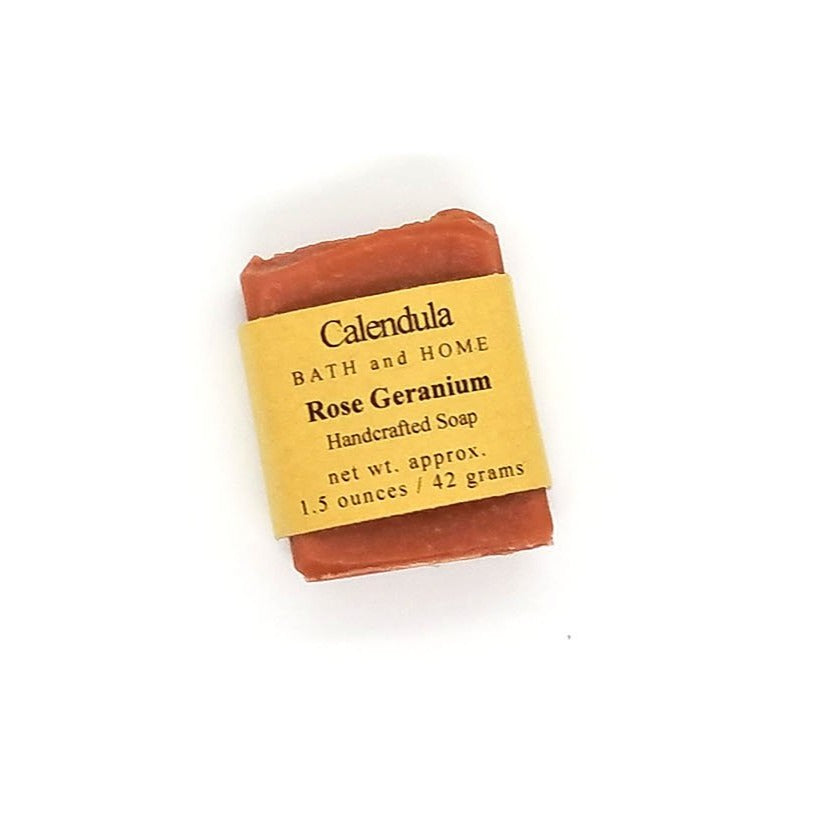 Calendula
BATH and HOME
Rose Geranium
Handcrafted Soap
net wt. approx.
1.5 ounces / 42 grams